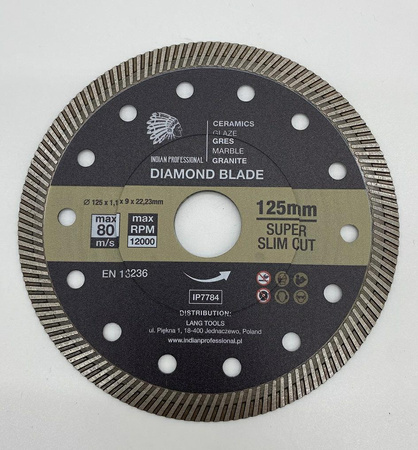 INDIAN PROFESSIONAL
CERAMICS
GLAZE
GRES
MARBLE
GRANITE
DIAMOND BLADE
Ø 125 x 1,1 x 9 x 22,23mm
max
80
m/s
max
RPM
12000
125mm
SUPER
SLIM CUT
EN 13236
IP7784
DISTRIBUTION:
LANG TOOLS
ul. Piękna 1, 18-400 Jednaczewo, Poland
www.indianprofessional.pl